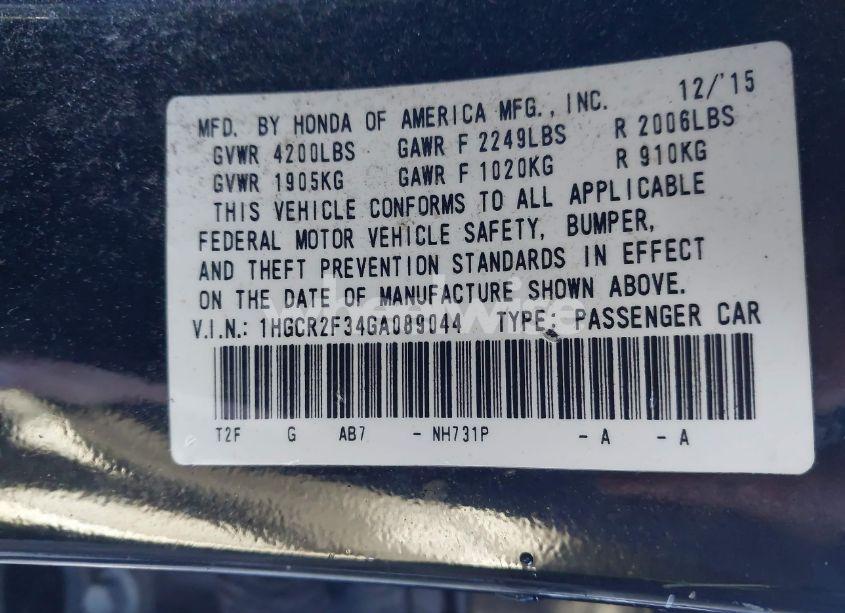 MFD. BY HONDA OF AMERICA MFG., INC. 12/'15
GVWR 4200LBS GAWR F 2249LBS R 2006LBS
GVWR 1905KG GAWR F 1020KG R 910KG
THIS VEHICLE CONFORMS TO ALL APPLICABLE
FEDERAL MOTOR VEHICLE SAFETY, BUMPER,
AND THEFT PREVENTION STANDARDS IN EFFECT
ON THE DATE OF MANUFACTURE SHOWN ABOVE.
wheelwise
V.I.N.: 1HGCR2F34GA089044 TYPE: PASSENGER CAR
T2F G AB7 - NH731P - A - A